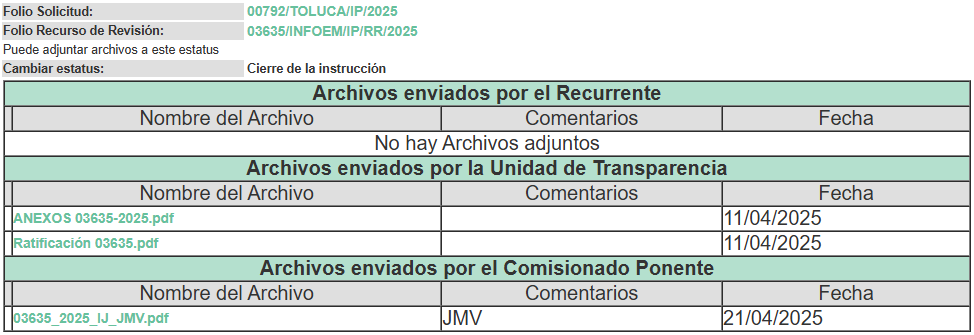 Folio Solicitud: 00792/TOLUCA/IP/2025
Folio Recurso de Revisión: 03635/INFOEM/IP/RR/2025
Puede adjuntar archivos a este estatus
Cambiar estatus: Cierre de la instrucción
Archivos enviados por el Recurrente
Nombre del Archivo Comentarios Fecha
No hay Archivos adjuntos
Archivos enviados por la Unidad de Transparencia
Nombre del Archivo Comentarios Fecha
ANEXOS 03635-2025.pdf 11/04/2025
Ratificación 03635.pdf 11/04/2025
Archivos enviados por el Comisionado Ponente
Nombre del Archivo Comentarios Fecha
03635_2025_IJ_JMV.pdf JMV 21/04/2025